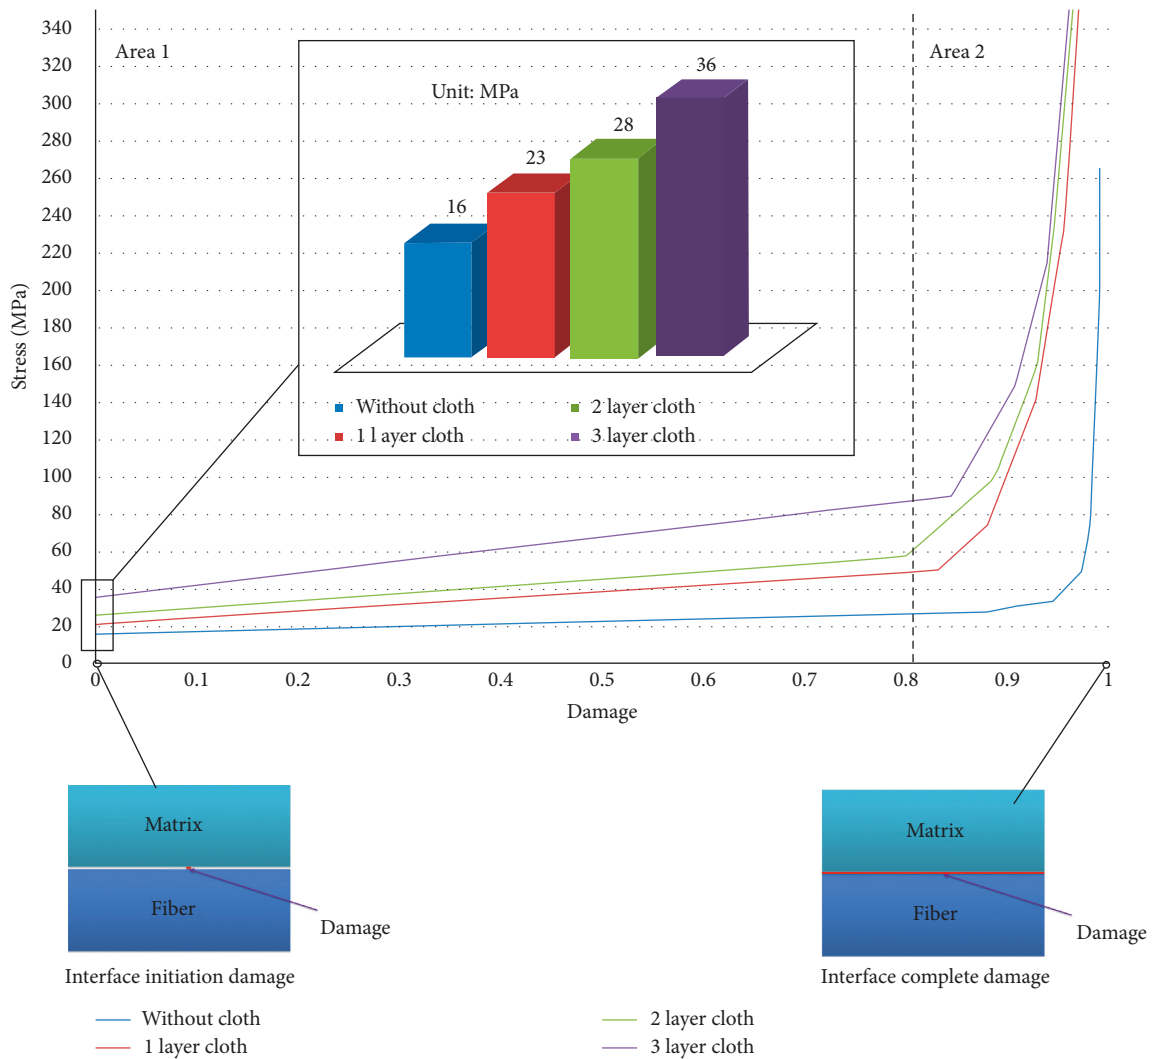 340
320
300
280
260
240
220
200
180
160
140
120
100
80
60
40
20
0
Stress (MPa)
Area 1
Area 2
Unit: MPa
16
23
28
36
Without cloth
2 layer cloth
1 l ayer cloth
3 layer cloth
0 0.1 0.2 0.3 0.4 0.5 0.6 0.7 0.8 0.9 1
Damage
Matrix
Fiber
Damage
Interface initiation damage
Matrix
Fiber
Damage
Interface complete damage
Without cloth
2 layer cloth
1 layer cloth
3 layer cloth